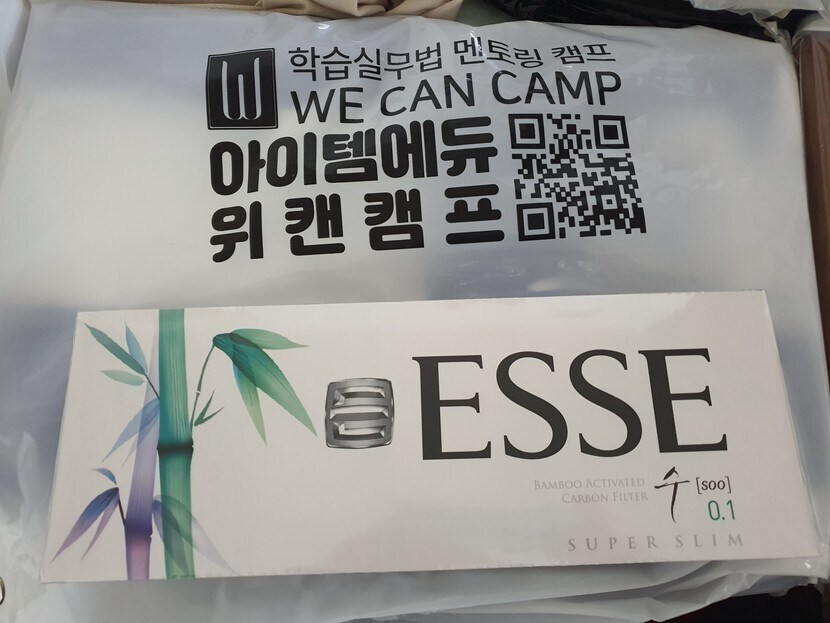 학습실무법 멘토링 캠프
WE CAN CAMP
아이템에듀
위캔캠프
ESSE
BAMBOO ACTIVATED
CARBON FILTER
수 [soo]
0.1
SUPER SLIM